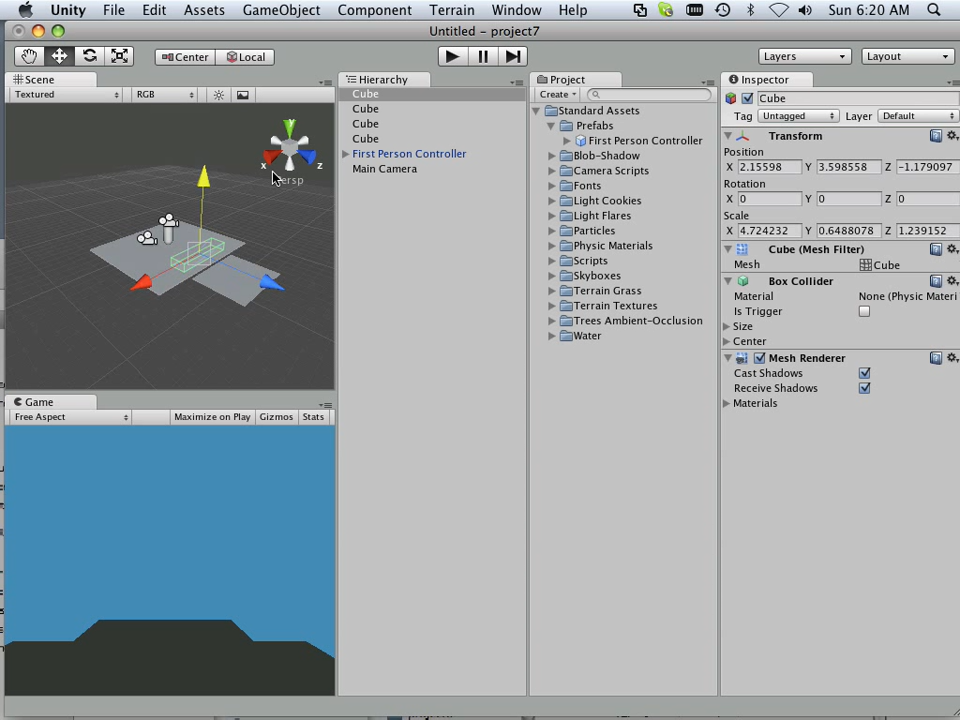 Unity File Edit Assets GameObject Component Terrain Window Help Sun 6:20 AM
Untitled - project7
Center Local Layers Layout
Scene
Textured RGB
y
x z
Persp
Game
Free Aspect Maximize on Play Gizmos Stats
Hierarchy
Cube
Cube
Cube
Cube
First Person Controller
Main Camera
Project
Create
Standard Assets
Prefabs
First Person Controller
Blob-Shadow
Camera Scripts
Fonts
Light Cookies
Light Flares
Particles
Physic Materials
Scripts
Skyboxes
Terrain Grass
Terrain Textures
Trees Ambient-Occlusion
Water
Inspector
Cube
Tag Untagged Layer Default
Transform
Position
X 2.15598 Y 3.598558 Z -1.179097
Rotation
X 0 Y 0 Z 0
Scale
X 4.724232 Y 0.6488078 Z 1.239152
Cube (Mesh Filter)
Mesh Cube
Box Collider
Material None (Physic Materi
Is Trigger
Size
Center
Mesh Renderer
Cast Shadows
Receive Shadows
Materials